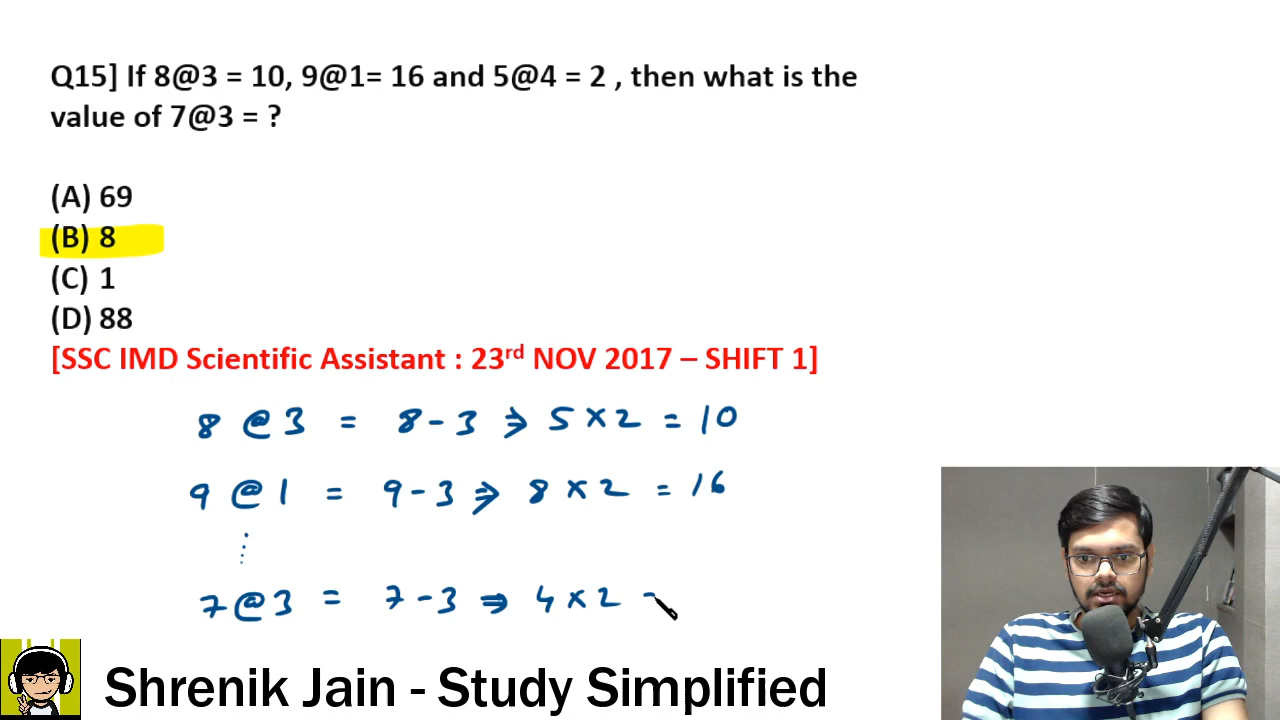 Q15] If 8@3 = 10, 9@1= 16 and 5@4 = 2 , then what is the
value of 7@3 = ?
(A) 69
(B) 8
(C) 1
(D) 88
[SSC IMD Scientific Assistant : 23rd NOV 2017 – SHIFT 1]
8 @ 3 = 8 - 3 ⇒ 5 × 2 = 10
9 @ 1 = 9 - 3 ⇒ 8 × 2 = 16
⋮
7 @ 3 = 7 - 3 ⇒ 4 × 2 =
Shrenik Jain - Study Simplified